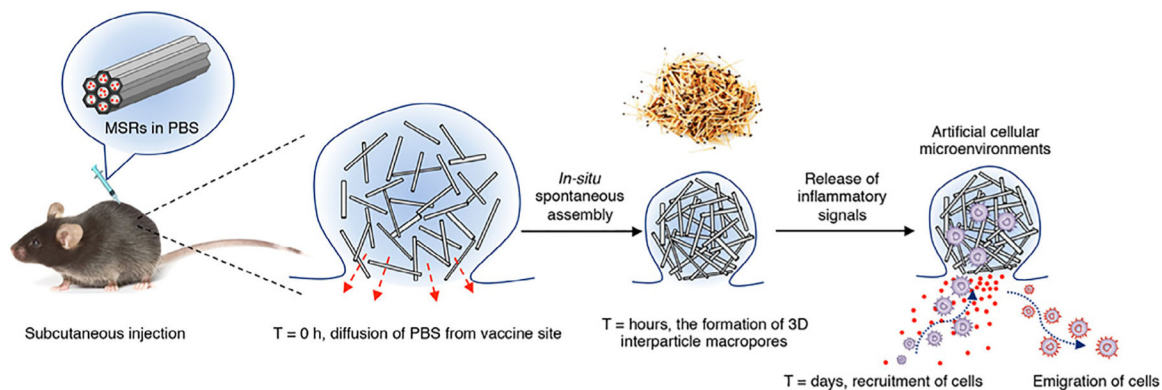 MSRs in PBS
Subcutaneous injection
T = 0 h, diffusion of PBS from vaccine site
In-situ
spontaneous
assembly
T = hours, the formation of 3D
interparticle macropores
Release of
inflammatory
signals
Artificial cellular
microenvironments
T = days, recruitment of cells
Emigration of cells